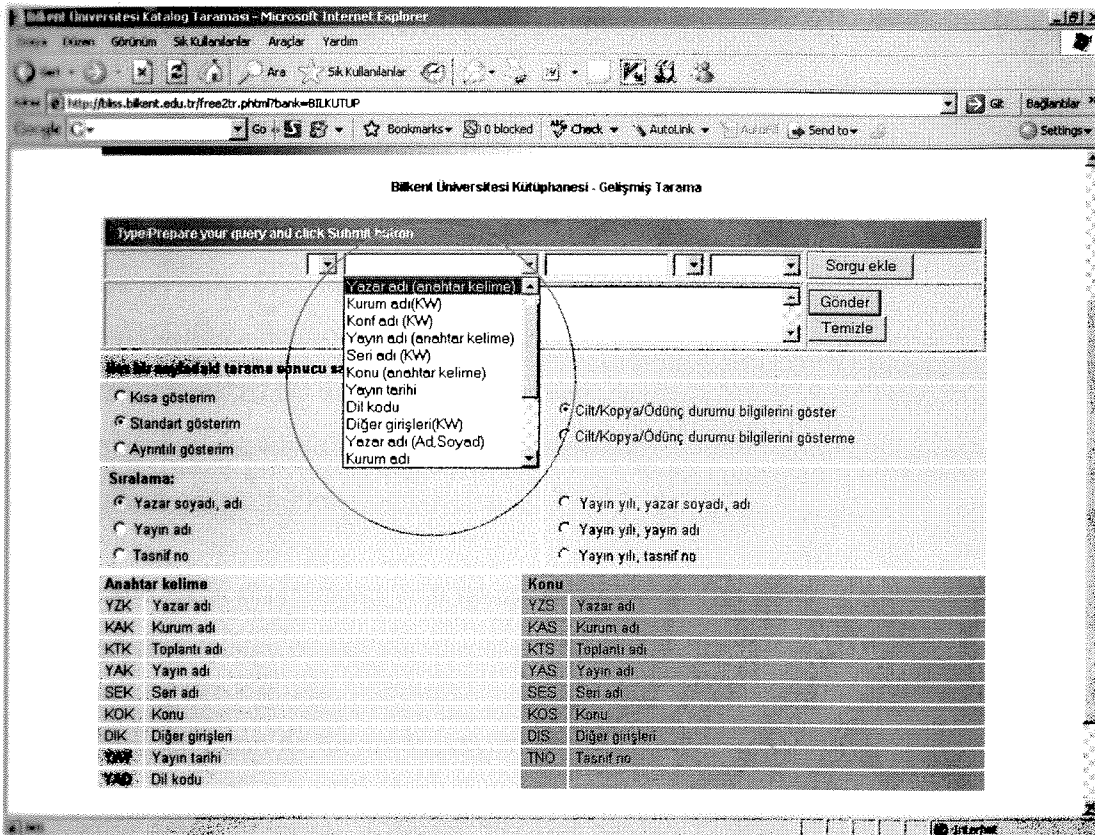 Bilkent Üniversitesi Katalog Taraması - Microsoft Internet Explorer
Düzen Görünüm Sık Kullanılanlar Araçlar Yardım
Ara Sık Kullanılanlar
http://bliss.bilkent.edu.tr/free2tr.phtml?bank=BILKUTUP Git Bağlantılar
Go Bookmarks 0 blocked Check AutoLink AutoFill Send to Settings
Bilkent Üniversitesi Kütüphanesi - Gelişmiş Tarama
Type/Prepare your query and click Submit button
Sorgu ekle
Yazar adı (anahtar kelime)
Kurum adı(KW)
Gönder
Konf adı (KW)
Yayın adı (anahtar kelime)
Temizle
Seri adı (KW)
Her bir sayfadaki tarama sonucu
Konu (anahtar kelime)
Yayın tarihi
Kısa gösterim
Dil kodu
Cilt/Kopya/Ödünç durumu bilgilerini göster
Standart gösterim
Diğer girişleri(KW)
Yazar adı (Ad,Soyad)
Cilt/Kopya/Ödünç durumu bilgilerini gösterme
Ayrıntılı gösterim
Kurum adı
Sıralama:
Yazar soyadı, adı Yayın yılı, yazar soyadı, adı
Yayın adı Yayın yılı, yayın adı
Tasnif no Yayın yılı, tasnif no
Anahtar kelime Konu
YZK Yazar adı YZS Yazar adı
KAK Kurum adı KAS Kurum adı
KTK Toplantı adı KTS Toplantı adı
YAK Yayın adı YAS Yayın adı
SEK Seri adı SES Seri adı
KOK Konu KOS Konu
DIK Diğer girişleri DIS Diğer girişleri
Yayın tarihi TNO Tasnif no
YAD Dil kodu
Internet